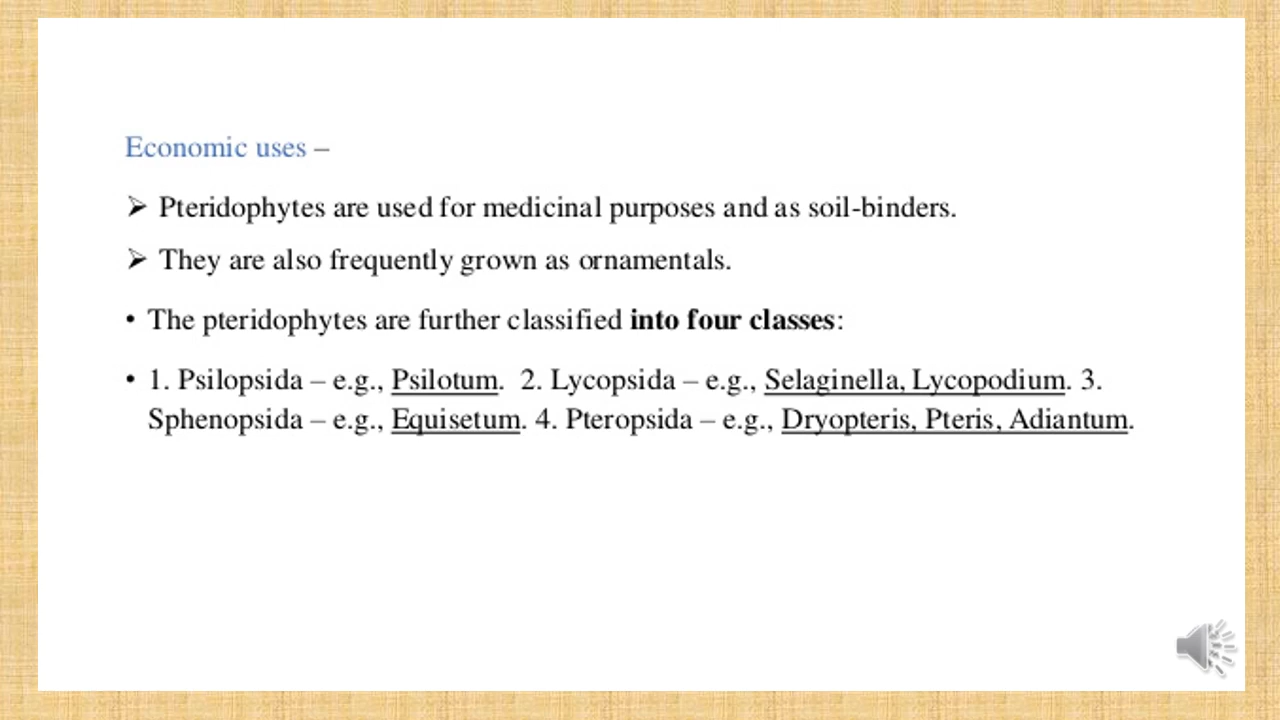 Economic uses –
➢ Pteridophytes are used for medicinal purposes and as soil-binders.
➢ They are also frequently grown as ornamentals.
• The pteridophytes are further classified into four classes:
• 1. Psilopsida – e.g., Psilotum. 2. Lycopsida – e.g., Selaginella, Lycopodium. 3.
Sphenopsida – e.g., Equisetum. 4. Pteropsida – e.g., Dryopteris, Pteris, Adiantum.